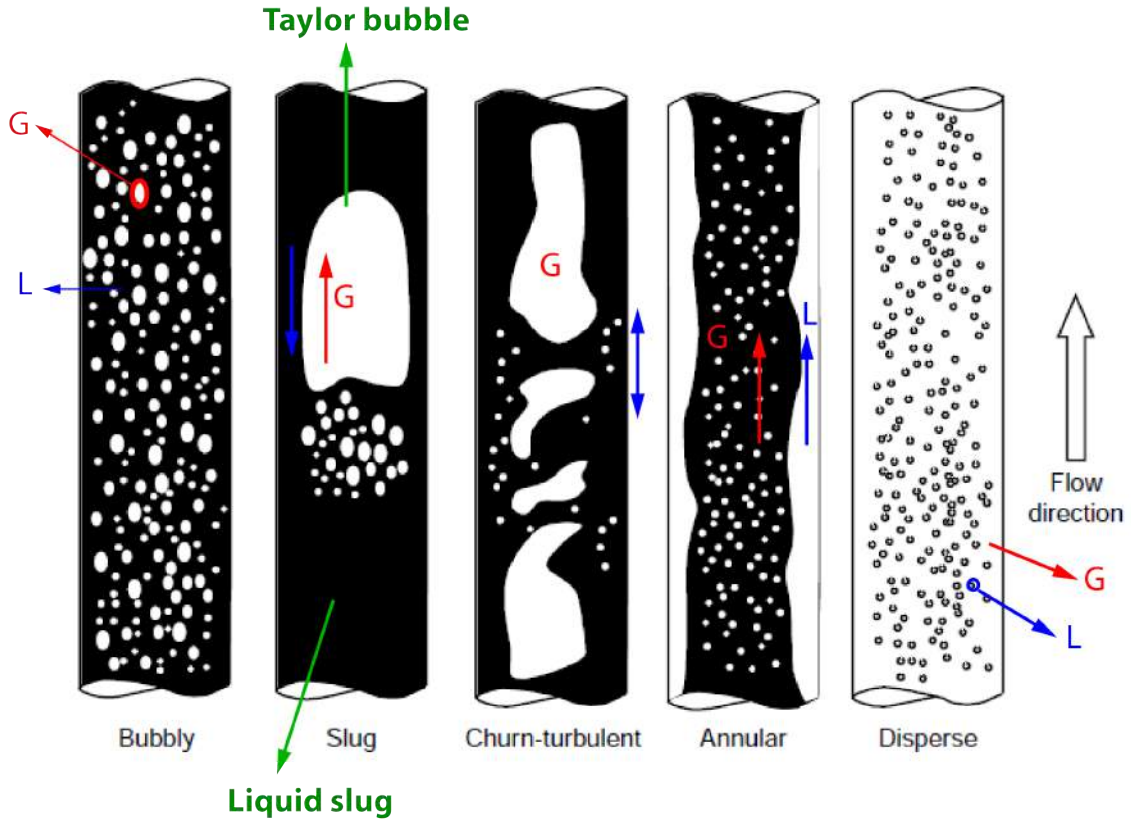 Taylor bubble
G
L
G
G
G
L
Flow
direction
G
L
Bubbly
Slug
Churn-turbulent
Annular
Disperse
Liquid slug